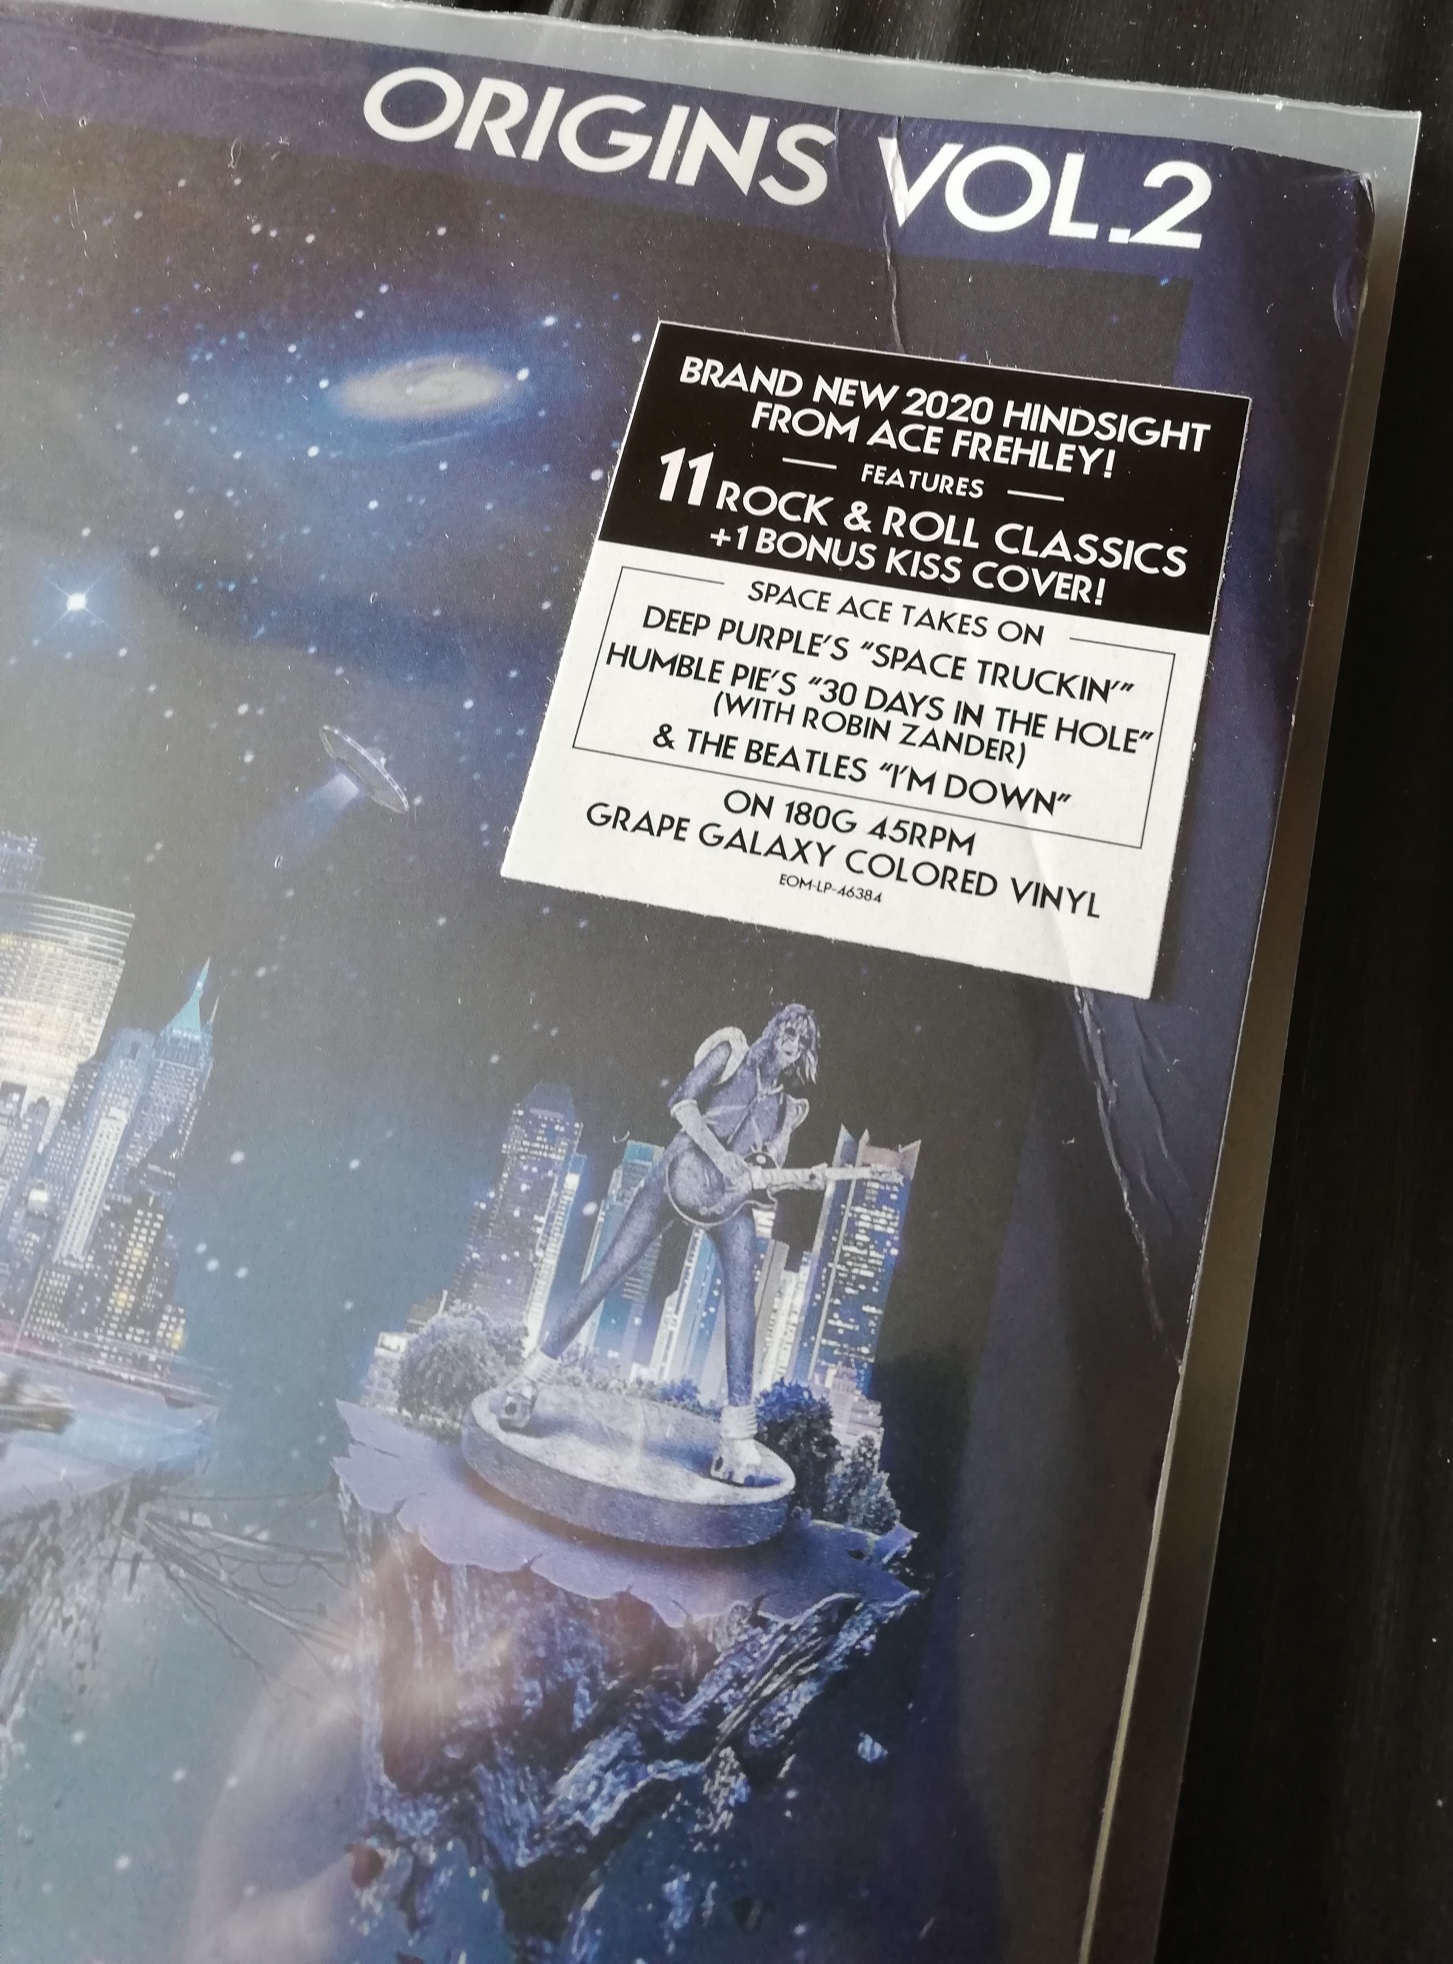 ORIGINS VOL.2
BRAND NEW 2020 HINDSIGHT
FROM ACE FREHLEY!
FEATURES
11 ROCK & ROLL CLASSICS
+1 BONUS KISS COVER!
SPACE ACE TAKES ON
DEEP PURPLE'S "SPACE TRUCKIN'"
HUMBLE PIE'S "30 DAYS IN THE HOLE"
(WITH ROBIN ZANDER)
& THE BEATLES "I'M DOWN"
ON 180G 45RPM
GRAPE GALAXY COLORED VINYL
EOM-LP-46384